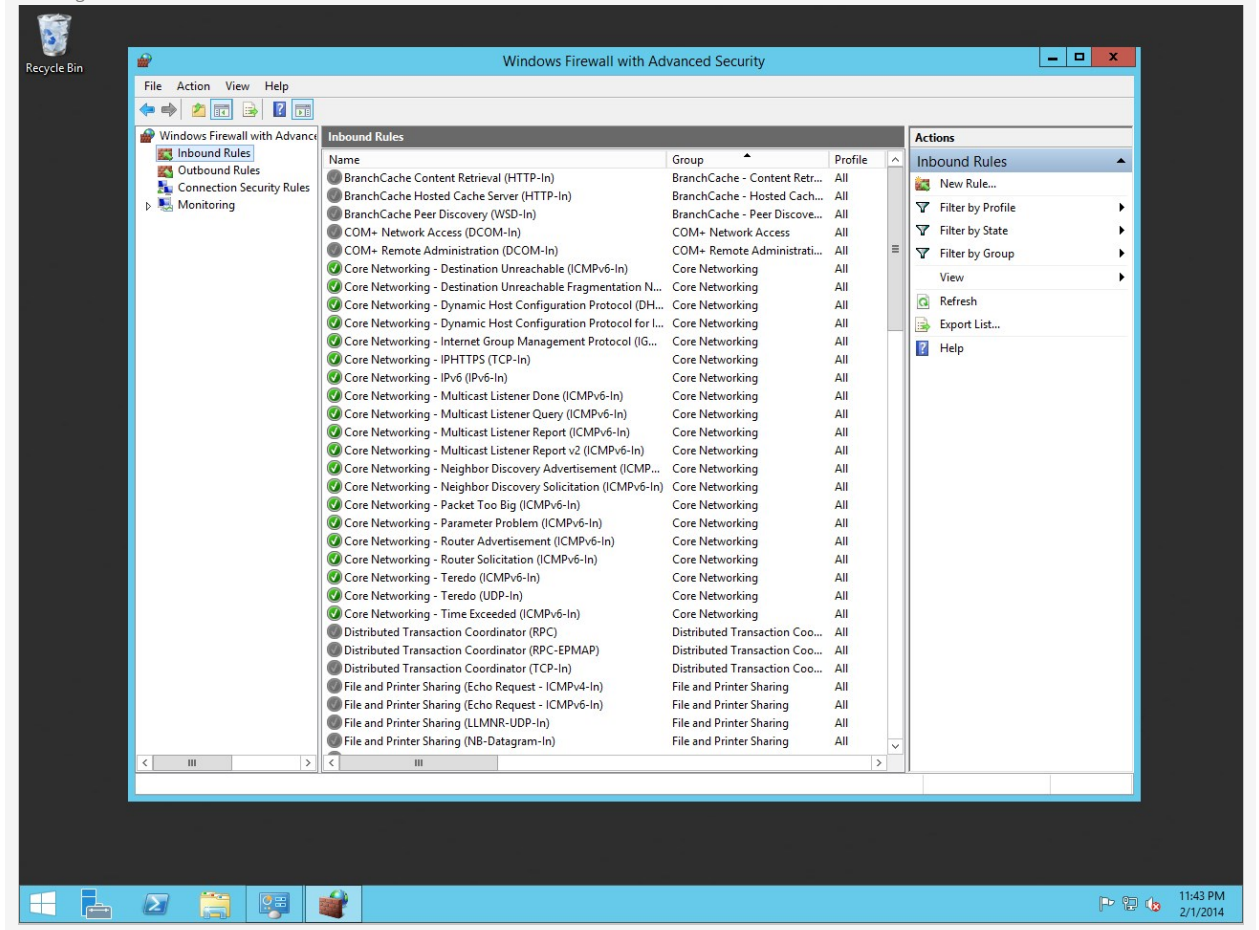 Recycle Bin
Windows Firewall with Advanced Security
File Action View Help
Windows Firewall with Advance
Inbound Rules
Outbound Rules
Connection Security Rules
Monitoring
Inbound Rules
Name Group Profile
BranchCache Content Retrieval (HTTP-In) BranchCache - Content Retr... All
BranchCache Hosted Cache Server (HTTP-In) BranchCache - Hosted Cach... All
BranchCache Peer Discovery (WSD-In) BranchCache - Peer Discove... All
COM+ Network Access (DCOM-In) COM+ Network Access All
COM+ Remote Administration (DCOM-In) COM+ Remote Administrati... All
Core Networking - Destination Unreachable (ICMPv6-In) Core Networking All
Core Networking - Destination Unreachable Fragmentation N... Core Networking All
Core Networking - Dynamic Host Configuration Protocol (DH... Core Networking All
Core Networking - Dynamic Host Configuration Protocol for I... Core Networking All
Core Networking - Internet Group Management Protocol (IG... Core Networking All
Core Networking - IPHTTPS (TCP-In) Core Networking All
Core Networking - IPv6 (IPv6-In) Core Networking All
Core Networking - Multicast Listener Done (ICMPv6-In) Core Networking All
Core Networking - Multicast Listener Query (ICMPv6-In) Core Networking All
Core Networking - Multicast Listener Report (ICMPv6-In) Core Networking All
Core Networking - Multicast Listener Report v2 (ICMPv6-In) Core Networking All
Core Networking - Neighbor Discovery Advertisement (ICMP... Core Networking All
Core Networking - Neighbor Discovery Solicitation (ICMPv6-In) Core Networking All
Core Networking - Packet Too Big (ICMPv6-In) Core Networking All
Core Networking - Parameter Problem (ICMPv6-In) Core Networking All
Core Networking - Router Advertisement (ICMPv6-In) Core Networking All
Core Networking - Router Solicitation (ICMPv6-In) Core Networking All
Core Networking - Teredo (ICMPv6-In) Core Networking All
Core Networking - Teredo (UDP-In) Core Networking All
Core Networking - Time Exceeded (ICMPv6-In) Core Networking All
Distributed Transaction Coordinator (RPC) Distributed Transaction Coo... All
Distributed Transaction Coordinator (RPC-EPMAP) Distributed Transaction Coo... All
Distributed Transaction Coordinator (TCP-In) Distributed Transaction Coo... All
File and Printer Sharing (Echo Request - ICMPv4-In) File and Printer Sharing All
File and Printer Sharing (Echo Request - ICMPv6-In) File and Printer Sharing All
File and Printer Sharing (LLMNR-UDP-In) File and Printer Sharing All
File and Printer Sharing (NB-Datagram-In) File and Printer Sharing All
Actions
Inbound Rules
New Rule...
Filter by Profile
Filter by State
Filter by Group
View
Refresh
Export List...
Help
11:43 PM
2/1/2014